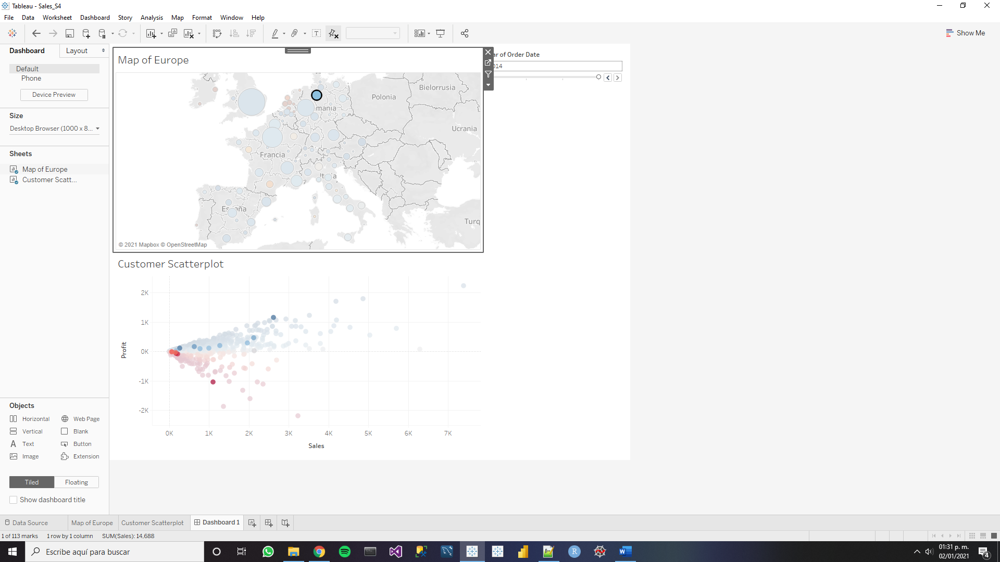 Tableau - Sales_S4
File Data Worksheet Dashboard Story Analysis Map Format Window Help
Show Me
Dashboard Layout
Default
Phone
Device Preview
Size
Desktop Browser (1000 x 8...
Sheets
Map of Europe
Customer Scatt...
Objects
Horizontal Web Page
Vertical Blank
Text Button
Image Extension
Tiled Floating
Show dashboard title
Map of Europe
Polonia
Bielorrusia
mania
Ucrania
Francia
España
Turq
© 2021 Mapbox © OpenStreetMap
ar of Order Date
014
Customer Scatterplot
Profit
2K
1K
0K
-1K
-2K
0K 1K 2K 3K 4K 5K 6K 7K
Sales
Data Source Map of Europe Customer Scatterplot Dashboard 1
1 of 113 marks 1 row by 1 column SUM(Sales): 14,688
Escribe aquí para buscar
01:31 p. m.
02/01/2021
4